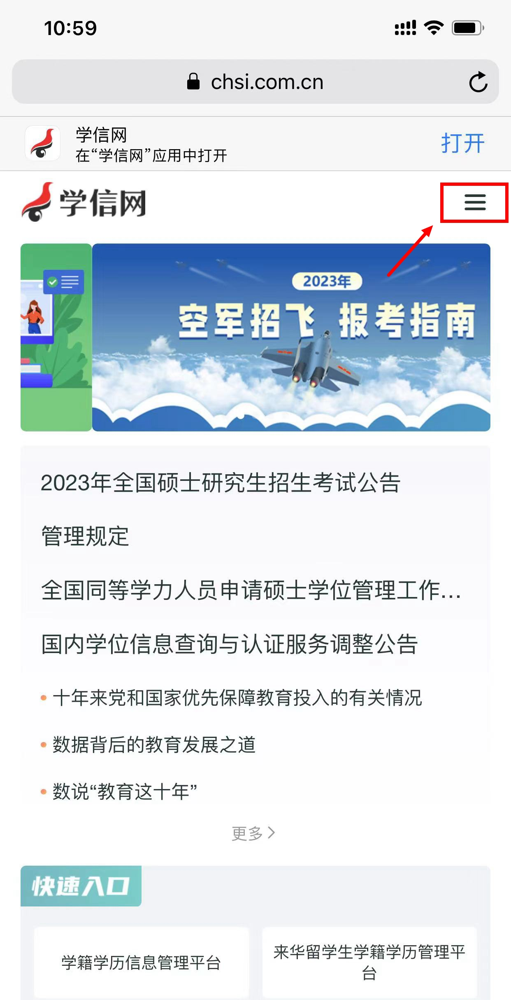 10:59
chsi.com.cn
学信网
在“学信网”应用中打开
打开
学信网
2023年
空军招飞 报考指南
2023年全国硕士研究生招生考试公告
管理规定
全国同等学力人员申请硕士学位管理工作...
国内学位信息查询与认证服务调整公告
十年来党和国家优先保障教育投入的有关情况
数据背后的教育发展之道
数说“教育这十年”
更多
快速入口
学籍学历信息管理平台
来华留学生学籍学历管理平
台